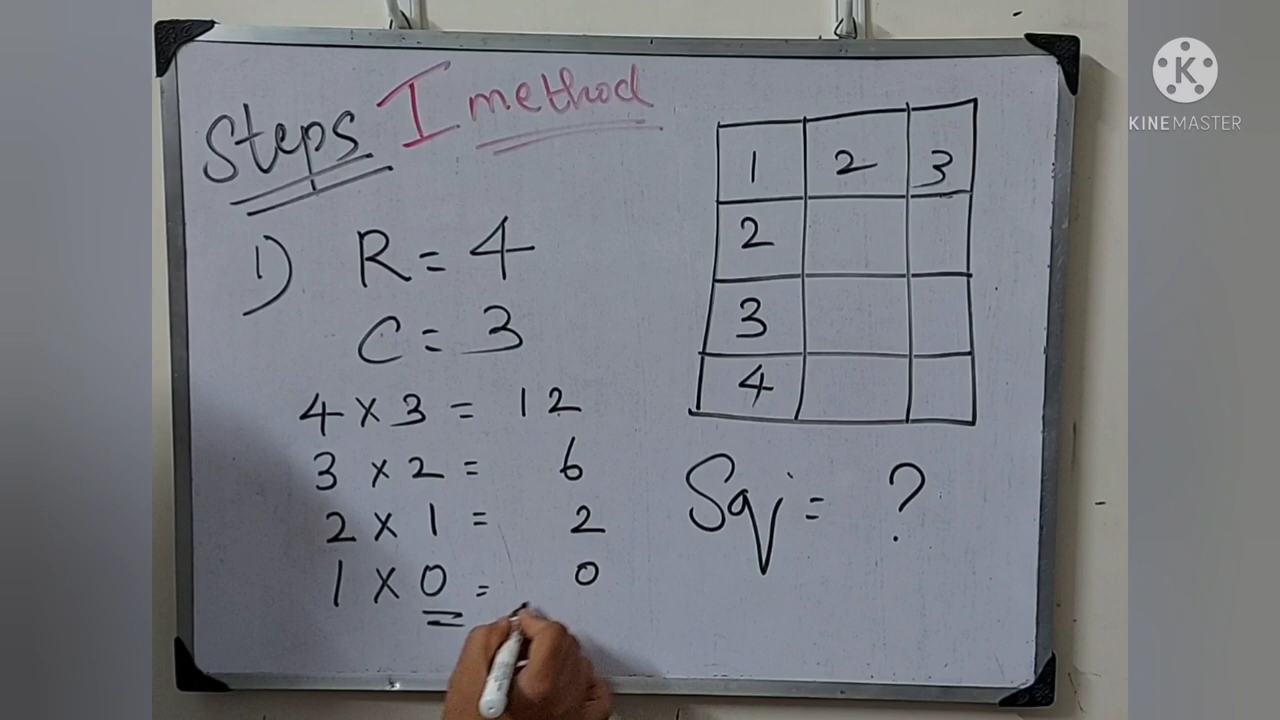 Steps I method
1) R = 4
C = 3
4 x 3 = 12
3 x 2 = 6
2 x 1 = 2
1 x 0 = 0
1 2 3
2
3
4
Sqr = ?
KINEMASTER